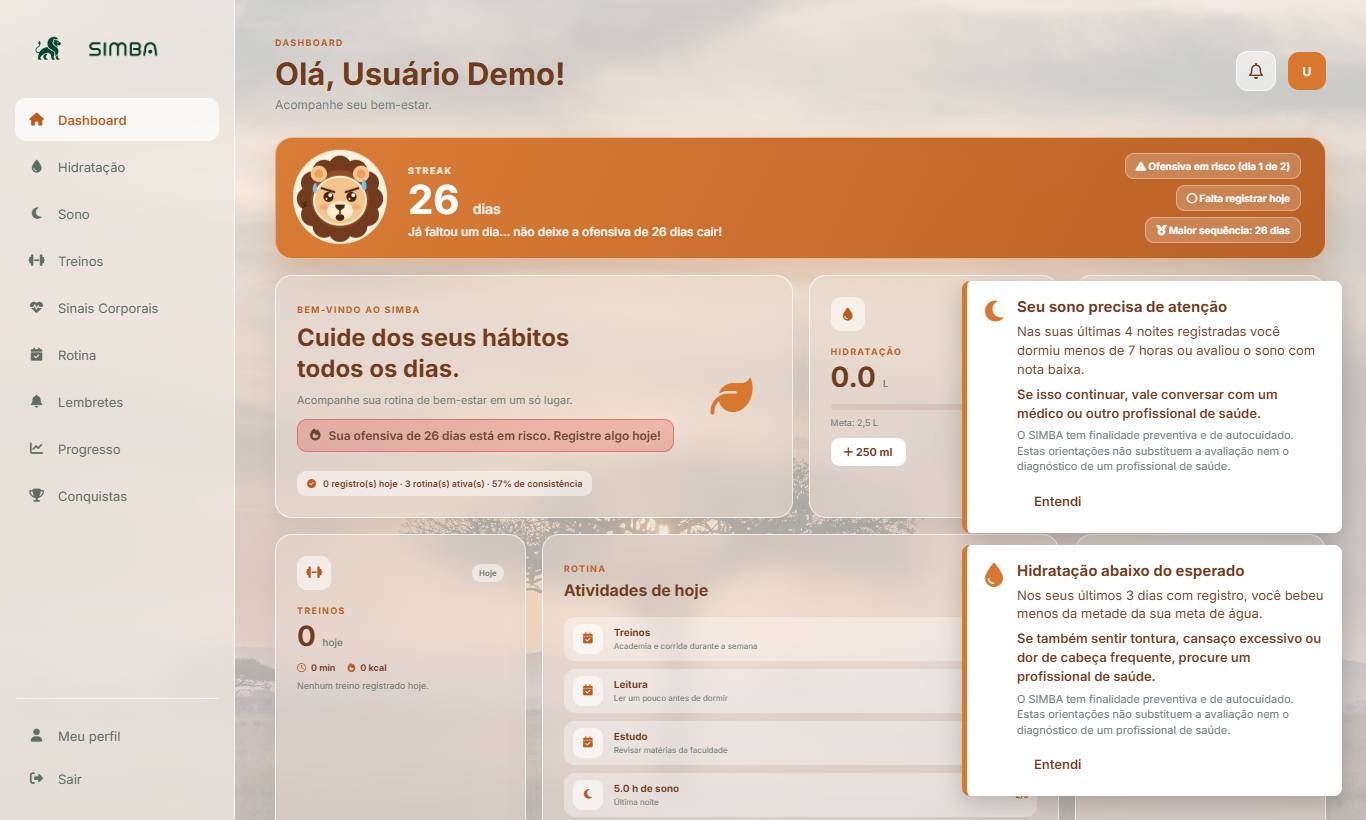 SIMBA
Dashboard
Hidratação
Sono
Treinos
Sinais Corporais
Rotina
Lembretes
Progresso
Conquistas
Meu perfil
Sair
DASHBOARD
Olá, Usuário Demo!
Acompanhe seu bem-estar.
U
STREAK
26 dias
Já faltou um dia... não deixe a ofensiva de 26 dias cair!
Ofensiva em risco (dia 1 de 2)
Falta registrar hoje
Maior sequência: 26 dias
BEM-VINDO AO SIMBA
Cuide dos seus hábitos
todos os dias.
Acompanhe sua rotina de bem-estar em um só lugar.
Sua ofensiva de 26 dias está em risco. Registre algo hoje!
0 registro(s) hoje · 3 rotina(s) ativa(s) · 57% de consistência
HIDRATAÇÃO
0.0 L
Meta: 2,5 L
+ 250 ml
Seu sono precisa de atenção
Nas suas últimas 4 noites registradas você
dormiu menos de 7 horas ou avaliou o sono com
nota baixa.
Se isso continuar, vale conversar com um
médico ou outro profissional de saúde.
O SIMBA tem finalidade preventiva e de autocuidado.
Estas orientações não substituem a avaliação nem o
diagnóstico de um profissional de saúde.
Entendi
Hidratação abaixo do esperado
Nos seus últimos 3 dias com registro, você bebeu
menos da metade da sua meta de água.
Se também sentir tontura, cansaço excessivo ou
dor de cabeça frequente, procure um
profissional de saúde.
O SIMBA tem finalidade preventiva e de autocuidado.
Estas orientações não substituem a avaliação nem o
diagnóstico de um profissional de saúde.
Entendi
Hoje
TREINOS
0 hoje
0 min 0 kcal
Nenhum treino registrado hoje.
ROTINA
Atividades de hoje
Treinos
Academia e corrida durante a semana
Leitura
Ler um pouco antes de dormir
Estudo
Revisar matérias da faculdade
5.0 h de sono
Última noite